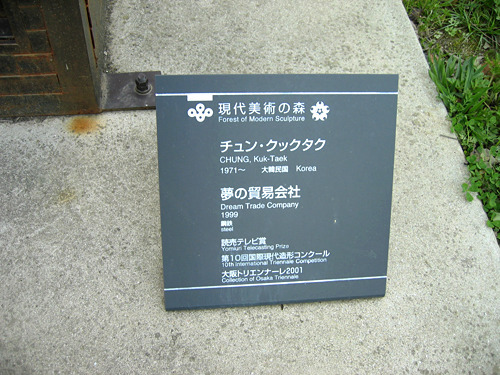 現代美術の森
Forest of Modern Sculpture
チュン・クックタク
CHUNG, Kuk-Taek
1971～ 大韓民国 Korea
夢の貿易会社
Dream Trade Company
1999
鋼鉄
steel
読売テレビ賞
Yomiuri Telecasting Prize
第10回国際現代造形コンクール
10th International Triennale Competition
大阪トリエンナーレ2001
Collection of Osaka Triennale